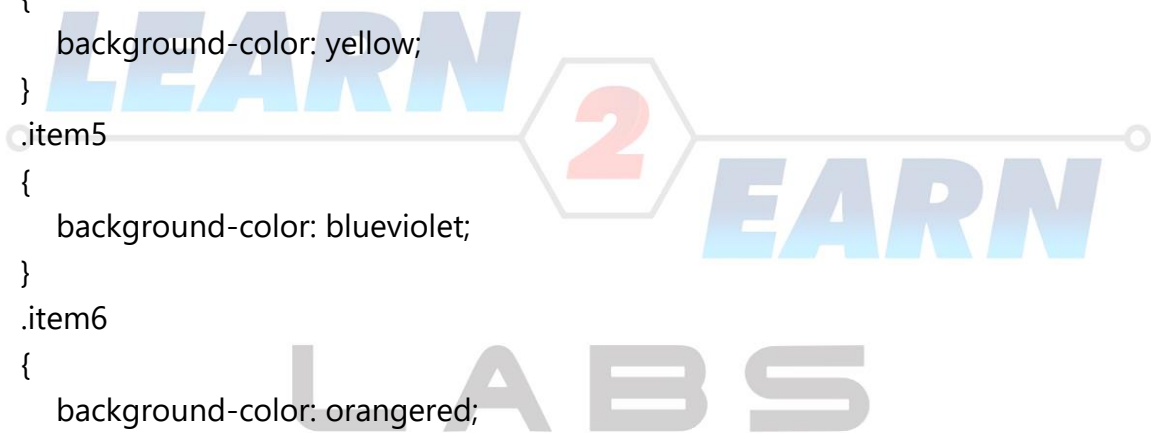 {
background-color: yellow;
}
.item5
{
background-color: blueviolet;
}
.item6
{
background-color: orangered;
LEARN
2
EARN
LABS